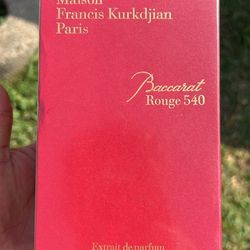 Maison
Francis Kurkdjian
Paris
Baccarat
Rouge 540
Extrait de parfum